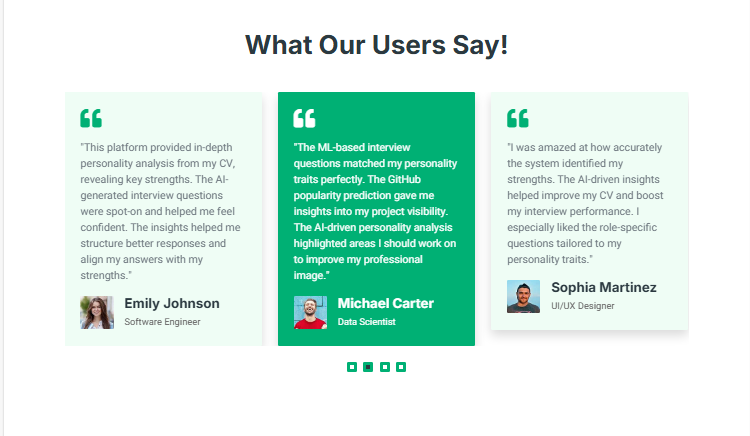 What Our Users Say!
"This platform provided in-depth
personality analysis from my CV,
revealing key strengths. The AI-
generated interview questions
were spot-on and helped me feel
confident. The insights helped me
structure better responses and
align my answers with my
strengths."
Emily Johnson
Software Engineer
"The ML-based interview
questions matched my personality
traits perfectly. The GitHub
popularity prediction gave me
insights into my project visibility.
The AI-driven personality analysis
highlighted areas I should work on
to improve my professional
image."
Michael Carter
Data Scientist
"I was amazed at how accurately
the system identified my
strengths. The AI-driven insights
helped improve my CV and boost
my interview performance. I
especially liked the role-specific
questions tailored to my
personality traits."
Sophia Martinez
UI/UX Designer